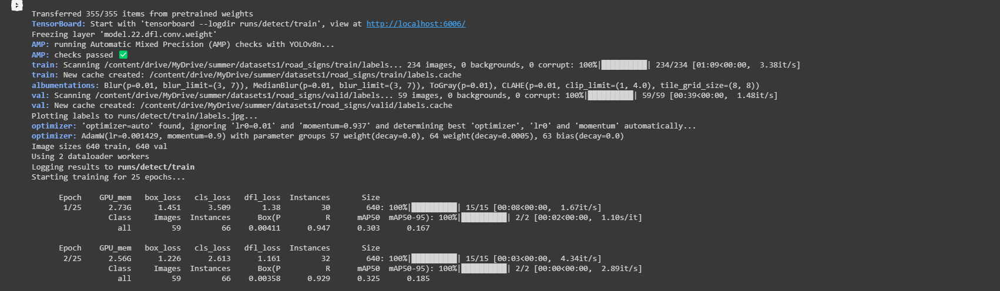 Transferred 355/355 items from pretrained weights
TensorBoard: Start with 'tensorboard --logdir runs/detect/train', view at http://localhost:6006/
Freezing layer 'model.22.dfl.conv.weight'
AMP: running Automatic Mixed Precision (AMP) checks with YOLOv8n...
AMP: checks passed ✅
train: Scanning /content/drive/MyDrive/summer/datasets1/road_signs/train/labels... 234 images, 0 backgrounds, 0 corrupt: 100%|██████████| 234/234 [01:09<00:00, 3.38it/s]
train: New cache created: /content/drive/MyDrive/summer/datasets1/road_signs/train/labels.cache
albumentations: Blur(p=0.01, blur_limit=(3, 7)), MedianBlur(p=0.01, blur_limit=(3, 7)), ToGray(p=0.01), CLAHE(p=0.01, clip_limit=(1, 4.0), tile_grid_size=(8, 8))
val: Scanning /content/drive/MyDrive/summer/datasets1/road_signs/valid/labels... 59 images, 0 backgrounds, 0 corrupt: 100%|██████████| 59/59 [00:39<00:00, 1.48it/s]
val: New cache created: /content/drive/MyDrive/summer/datasets1/road_signs/valid/labels.cache
Plotting labels to runs/detect/train/labels.jpg...
optimizer: 'optimizer=auto' found, ignoring 'lr0=0.01' and 'momentum=0.937' and determining best 'optimizer', 'lr0' and 'momentum' automatically...
optimizer: AdamW(lr=0.001429, momentum=0.9) with parameter groups 57 weight(decay=0.0), 64 weight(decay=0.0005), 63 bias(decay=0.0)
Image sizes 640 train, 640 val
Using 2 dataloader workers
Logging results to runs/detect/train
Starting training for 25 epochs...
Epoch GPU_mem box_loss cls_loss dfl_loss Instances Size
1/25 2.73G 1.451 3.509 1.38 30 640: 100%|██████████| 15/15 [00:08<00:00, 1.67it/s]
Class Images Instances Box(P R mAP50 mAP50-95): 100%|██████████| 2/2 [00:02<00:00, 1.10s/it]
all 59 66 0.00411 0.947 0.303 0.167
Epoch GPU_mem box_loss cls_loss dfl_loss Instances Size
2/25 2.56G 1.226 2.613 1.161 32 640: 100%|██████████| 15/15 [00:03<00:00, 4.34it/s]
Class Images Instances Box(P R mAP50 mAP50-95): 100%|██████████| 2/2 [00:00<00:00, 2.89it/s]
all 59 66 0.00358 0.929 0.325 0.185